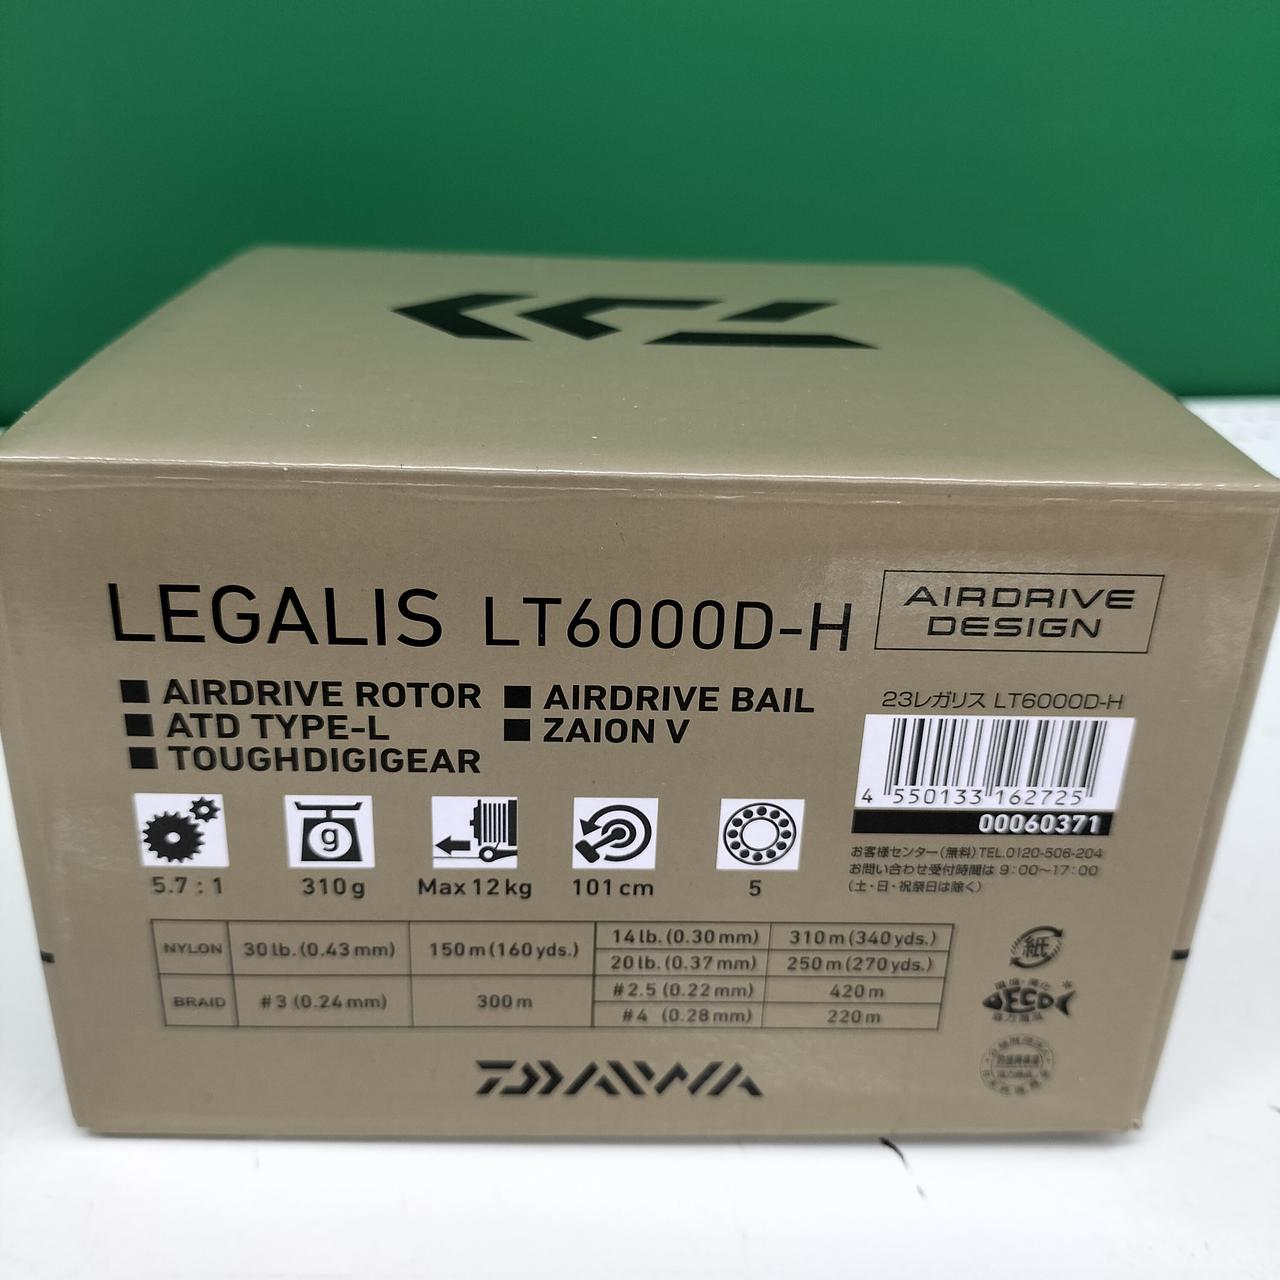 LEGALIS LT6000D-H
AIRDRIVE
DESIGN
■ AIRDRIVE ROTOR ■ AIRDRIVE BAIL
■ ATD TYPE-L ■ ZAION V
■ TOUGHDIGIGEAR
23レガリス LT6000D-H
4 550133 162725
00060371
お客様センター(無料)TEL.0120-506-204
お問い合わせ受付時間は 9:00〜17:00
(土・日・祝祭日は除く)
g
5.7 : 1 310g Max 12kg 101cm 5
NYLON 30lb.(0.43mm) 150m(160yds.) 14lb.(0.30mm) 310m(340yds.)
20lb.(0.37mm) 250m(270yds.)
BRAID #3 (0.24mm) 300m #2.5 (0.22mm) 420m
#4 (0.28mm) 220m
紙
ECO
DAIWA